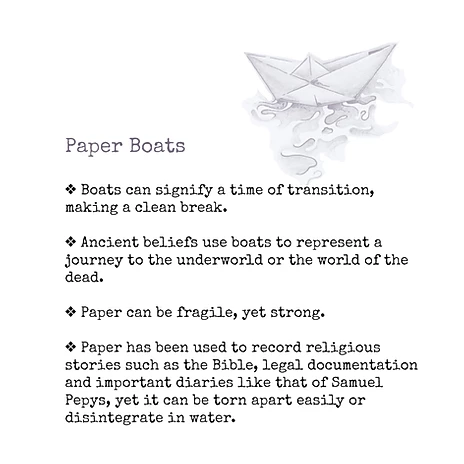 Paper Boats
❖ Boats can signify a time of transition,
making a clean break.
❖ Ancient beliefs use boats to represent a
journey to the underworld or the world of the
dead.
❖ Paper can be fragile, yet strong.
❖ Paper has been used to record religious
stories such as the Bible, legal documentation
and important diaries like that of Samuel
Pepys, yet it can be torn apart easily or
disintegrate in water.